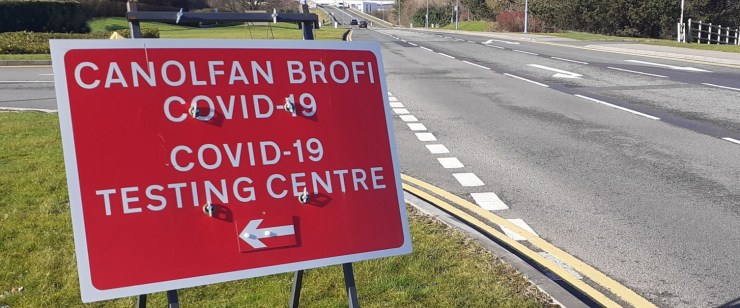 CANOLFAN BROFI
COVID-19
COVID-19
TESTING CENTRE